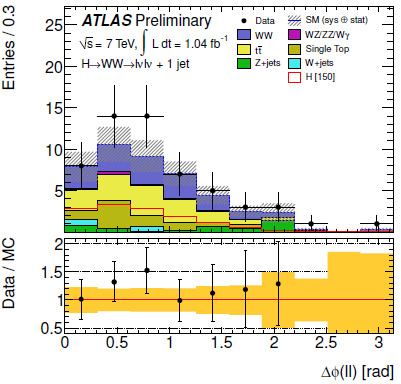 Entries / 0.3
25
20
15
10
5
ATLAS Preliminary
√s = 7 TeV, ∫ L dt = 1.04 fb⁻¹
H→WW→lνlν + 1 jet
Data
SM (sys ⊕ stat)
WW
WZ/ZZ/Wγ
tt̄
Single Top
Z+jets
W+jets
H [150]
Data / MC
2
1.5
1
0.5
0 0.5 1 1.5 2 2.5 3
Δϕ(ll) [rad]